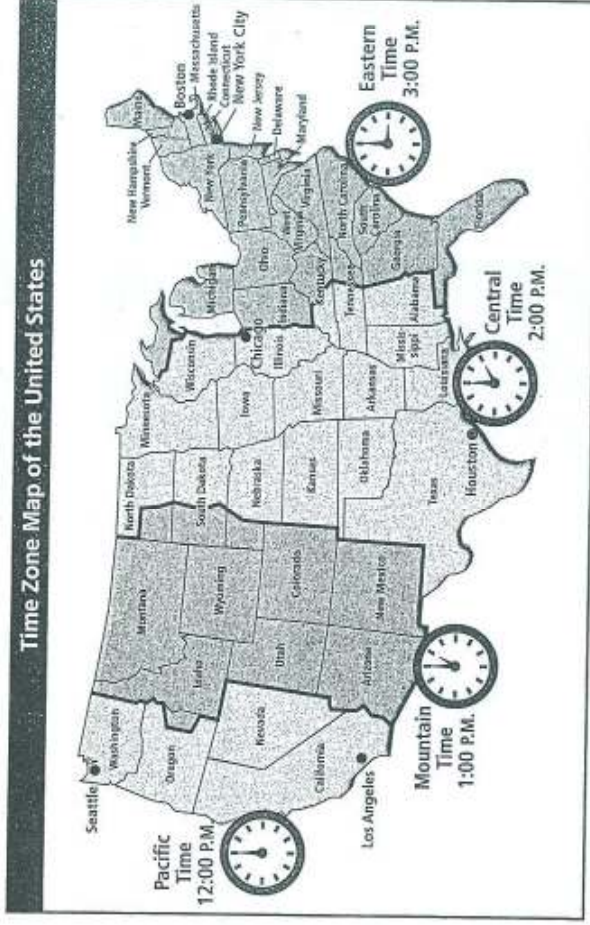 Time Zone Map of the United States
Seattle
Washington
Oregon
Idaho
Montana
North Dakota
Minnesota
Wisconsin
Michigan
New Hampshire
Vermont
Maine
Boston
Massachusetts
Rhode Island
Connecticut
New York City
New York
New Jersey
Pennsylvania
Delaware
Maryland
Nevada
Utah
Wyoming
South Dakota
Nebraska
Iowa
Chicago
Illinois
Indiana
Ohio
West
Virginia
Virginia
California
Los Angeles
Arizona
Colorado
New Mexico
Kansas
Missouri
Kentucky
Tennessee
North Carolina
South
Carolina
Georgia
Florida
Oklahoma
Arkansas
Missis-
sippi
Alabama
Louisiana
Texas
Houston
Pacific
Time
12:00 P.M.
Mountain
Time
1:00 P.M.
Central
Time
2:00 P.M.
Eastern
Time
3:00 P.M.